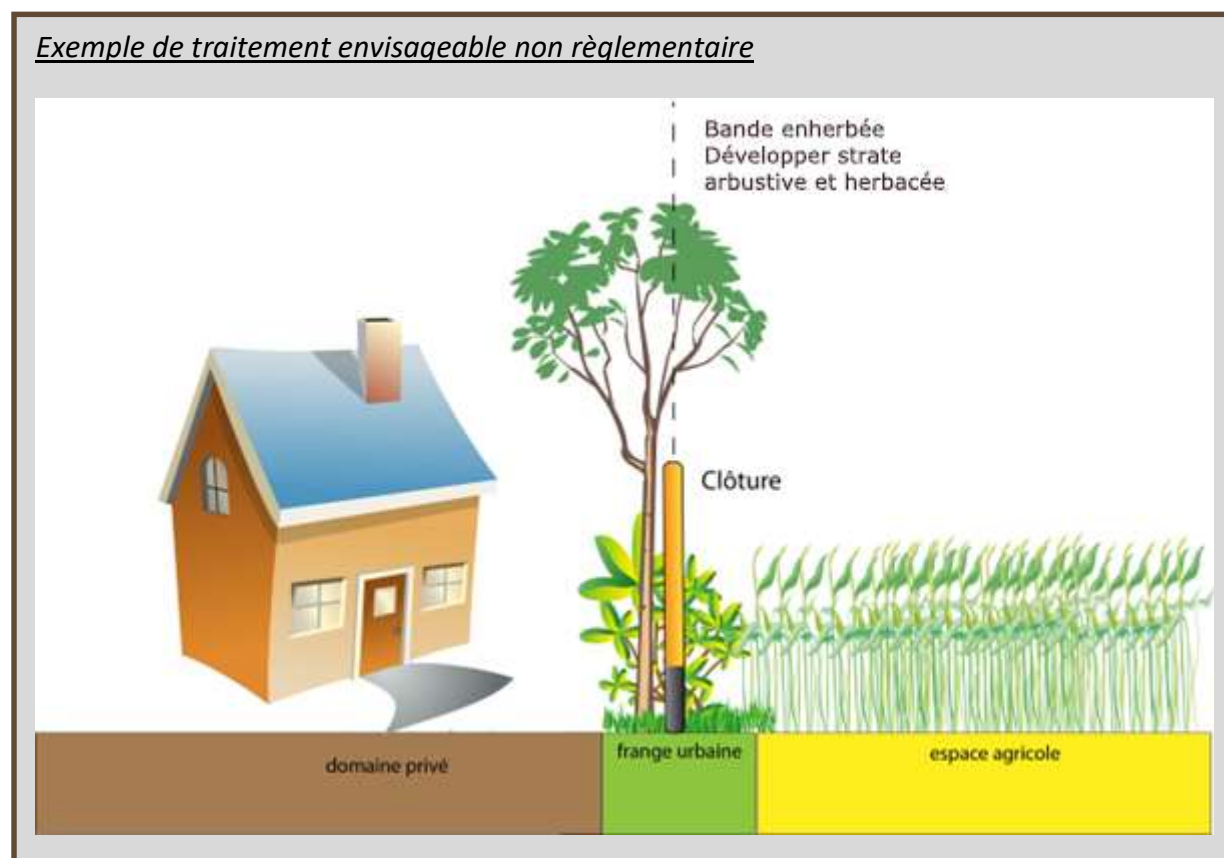 Exemple de traitement envisageable non règlementaire
Bande enherbée
Développer strate
arbustive et herbacée
Clôture
domaine privé
frange urbaine
espace agricole